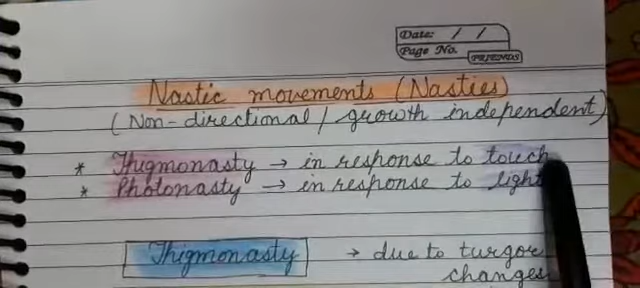 Date: / /
Page No.
FRIENDS
Nastic movements (Nasties)
(Non-directional / growth independent)
* Thigmonasty → in response to touch
* Photonasty → in response to light
Thigmonasty → due to turgor
changes